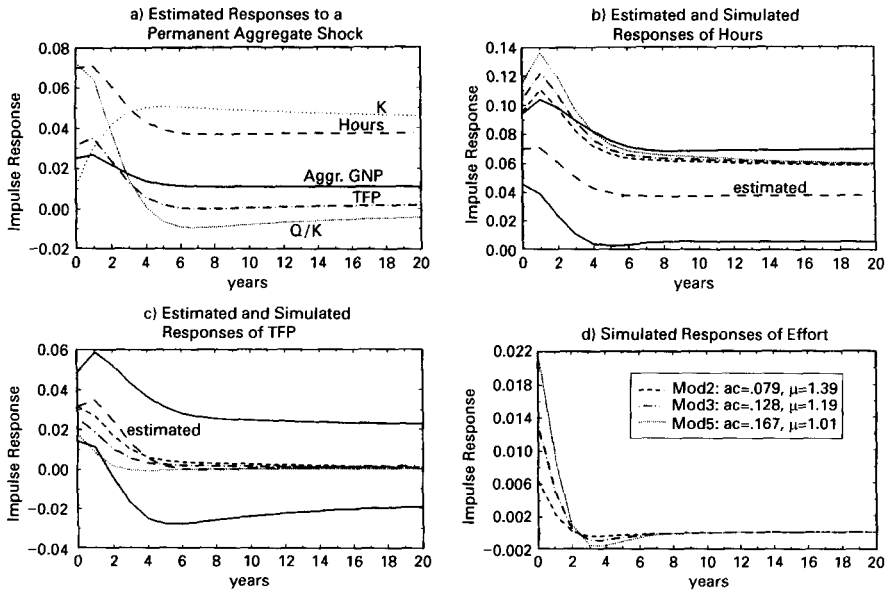 a) Estimated Responses to a
Permanent Aggregate Shock
Impulse Response
0.08
0.06
0.04
0.02
0.00
−0.02
K
Hours
Aggr. GNP
TFP
Q/K
0 2 4 6 8 10 12 14 16 18 20
years
b) Estimated and Simulated
Responses of Hours
Impulse Response
0.14
0.12
0.10
0.08
0.06
0.04
0.02
0.00
estimated
0 2 4 6 8 10 12 14 16 18 20
years
c) Estimated and Simulated
Responses of TFP
Impulse Response
0.06
0.04
0.02
0.00
−0.02
−0.04
estimated
0 2 4 6 8 10 12 14 16 18 20
years
d) Simulated Responses of Effort
Impulse Response
0.022
0.018
0.014
0.010
0.006
0.002
−0.002
Mod2: ac=.079, μ=1.39
Mod3: ac=.128, μ=1.19
Mod5: ac=.167, μ=1.01
0 2 4 6 8 10 12 14 16 18 20
years